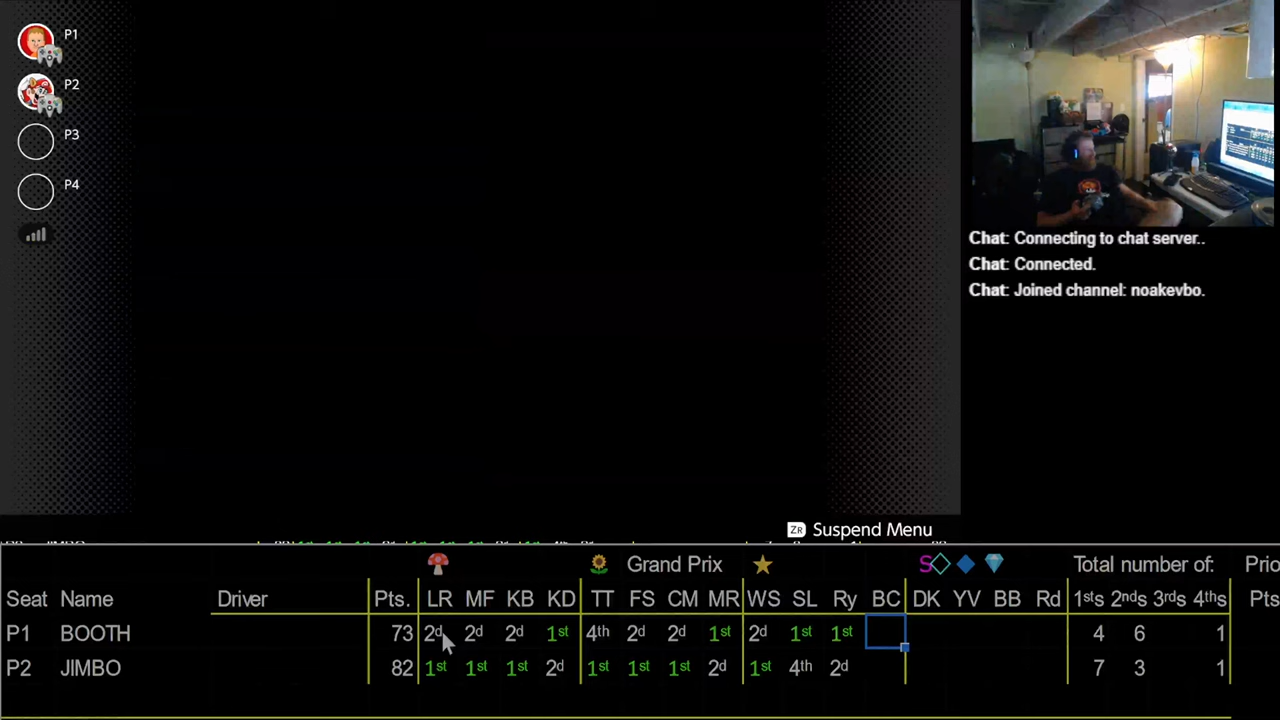 P1
P2
P3
P4
Chat: Connecting to chat server..
Chat: Connected.
Chat: Joined channel: noakevbo.
ZR Suspend Menu
S Grand Prix Total number of: Prio
Seat Name Driver Pts. LR MF KB KD TT FS CM MR WS SL Ry BC DK YV BB Rd 1sts 2nds 3rds 4ths Pts
P1 BOOTH 73 2d 2d 2d 1st 4th 2d 2d 1st 2d 1st 1st 4 6 1
P2 JIMBO 82 1st 1st 1st 2d 1st 1st 1st 2d 1st 4th 2d 7 3 1